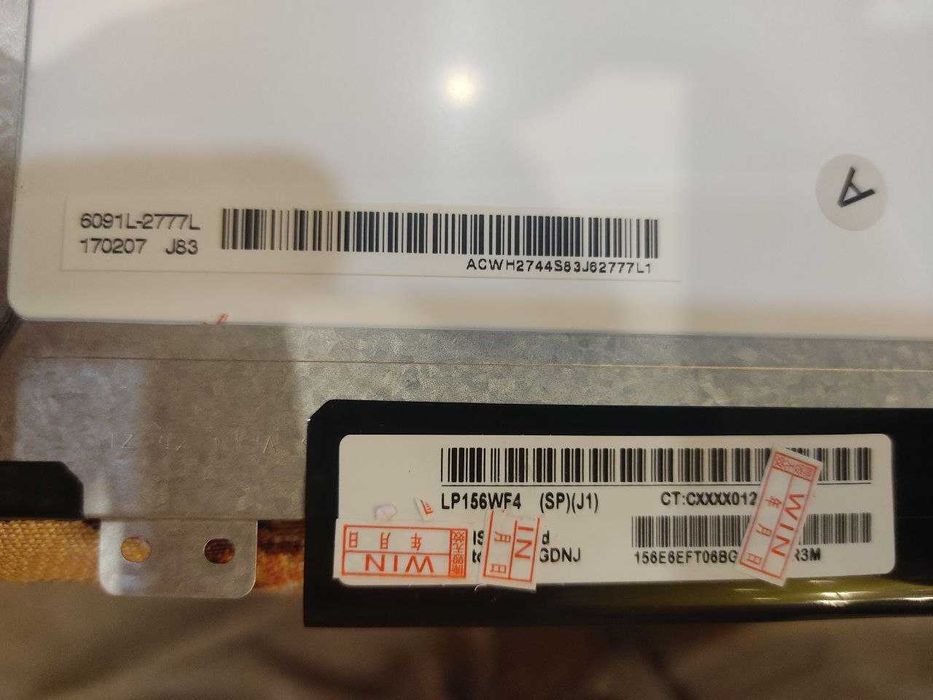 A
6091L-2777L
170207 J83
ACWH2744S83J62777L1
LP156WF4 (SP)(J1)
CT:CXXXX012
GDNJ
156E6EFT06BG
R3M
WIN
年 月 日
WIN
年 月 日
WIN
年 月 日